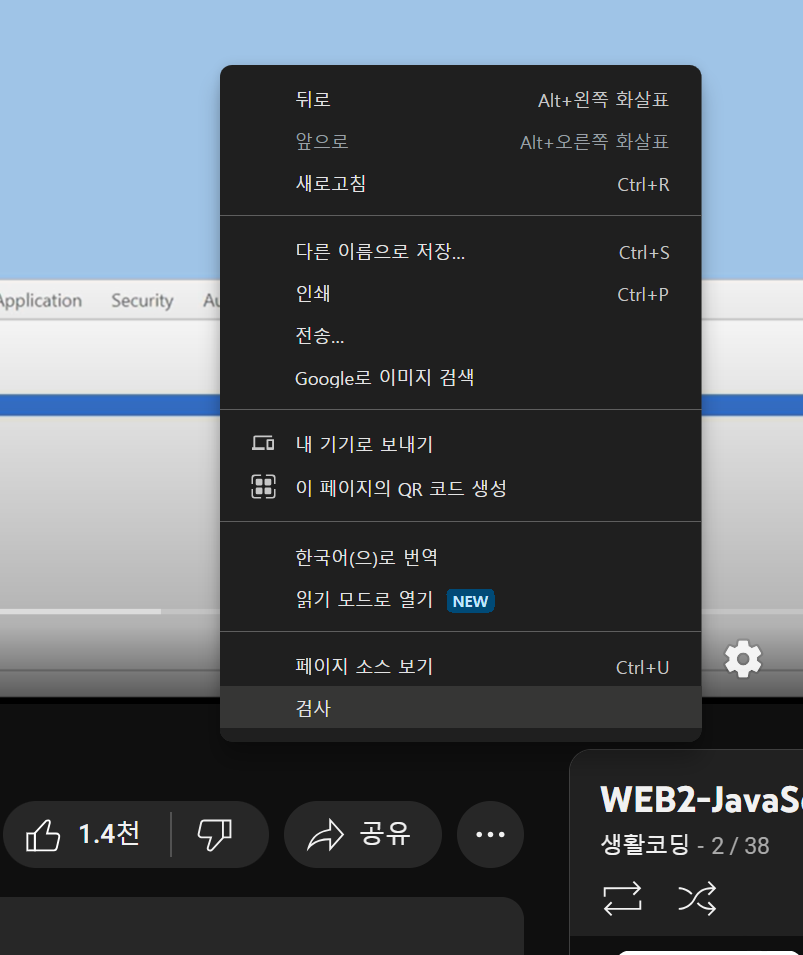 뒤로 Alt+왼쪽 화살표
앞으로 Alt+오른쪽 화살표
새로고침 Ctrl+R
다른 이름으로 저장... Ctrl+S
Application Security
인쇄 Ctrl+P
전송...
Google로 이미지 검색
내 기기로 보내기
이 페이지의 QR 코드 생성
한국어(으)로 번역
읽기 모드로 열기 NEW
페이지 소스 보기 Ctrl+U
검사
WEB2-JavaSc
1.4천 공유
생활코딩 - 2 / 38